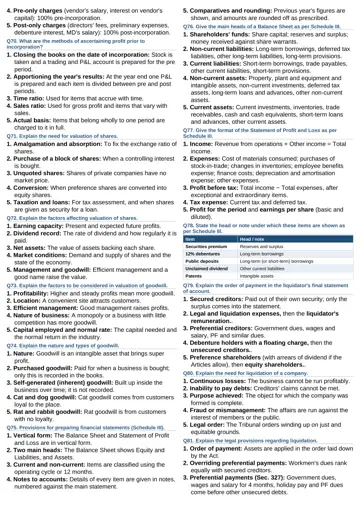 4. Pre-only charges (vendor's salary, interest on vendor's
capital): 100% pre-incorporation.
5. Post-only charges (directors' fees, preliminary expenses,
debenture interest, MD's salary): 100% post-incorporation.
Q70. What are the methods of ascertaining profit prior to
incorporation?
1. Closing the books on the date of incorporation: Stock is
taken and a trading and P&L account is prepared for the
period.
2. Apportioning the year's results: At the year end one P&L
is prepared and each item is divided between pre and post
periods.
3. Time ratio: Used for items that accrue with time.
4. Sales ratio: Used for gross profit and items that vary with
sales.
5. Actual basis: Items that belong wholly to one period are
charged to it in full.
Q71. Explain the need for valuation of shares.
1. Amalgamation and absorption: To fix the exchange ratio of
shares.
2. Purchase of a block of shares: When a controlling interest
is bought.
3. Unquoted shares: Shares of private companies have no
market price.
4. Conversion: When preference shares are converted into
equity shares.
5. Taxation and loans: For tax assessment, and when shares
are given as security for a loan.
Q72. Explain the factors affecting valuation of shares.
1. Earning capacity: Present and expected future profits.
2. Dividend record: The rate of dividend and how regularly it is
paid.
3. Net assets: The value of assets backing each share.
4. Market conditions: Demand and supply of shares and the
state of the economy.
5. Management and goodwill: Efficient management and a
good name raise the value.
Q73. Explain the factors to be considered in valuation of goodwill.
1. Profitability: Higher and steady profits mean more goodwill.
2. Location: A convenient site attracts customers.
3. Efficient management: Good management raises profits.
4. Nature of business: A monopoly or a business with little
competition has more goodwill.
5. Capital employed and normal rate: The capital needed and
the normal return in the industry.
Q74. Explain the nature and types of goodwill.
1. Nature: Goodwill is an intangible asset that brings super
profit.
2. Purchased goodwill: Paid for when a business is bought;
only this is recorded in the books.
3. Self-generated (inherent) goodwill: Built up inside the
business over time; it is not recorded.
4. Cat and dog goodwill: Cat goodwill comes from customers
loyal to the place.
5. Rat and rabbit goodwill: Rat goodwill is from customers
with no loyalty.
Q75. Provisions for preparing financial statements (Schedule III).
1. Vertical form: The Balance Sheet and Statement of Profit
and Loss are in vertical form.
2. Two main heads: The Balance Sheet shows Equity and
Liabilities, and Assets.
3. Current and non-current: Items are classified using the
operating cycle or 12 months.
4. Notes to accounts: Details of every item are given in notes,
numbered against the main statement.
5. Comparatives and rounding: Previous year's figures are
shown, and amounts are rounded off as prescribed.
Q76. Give the main heads of a Balance Sheet as per Schedule III.
1. Shareholders' funds: Share capital; reserves and surplus;
money received against share warrants.
2. Non-current liabilities: Long-term borrowings, deferred tax
liabilities, other long-term liabilities, long-term provisions.
3. Current liabilities: Short-term borrowings, trade payables,
other current liabilities, short-term provisions.
4. Non-current assets: Property, plant and equipment and
intangible assets, non-current investments, deferred tax
assets, long-term loans and advances, other non-current
assets.
5. Current assets: Current investments, inventories, trade
receivables, cash and cash equivalents, short-term loans
and advances, other current assets.
Q77. Give the format of the Statement of Profit and Loss as per
Schedule III.
1. Income: Revenue from operations + Other income = Total
income.
2. Expenses: Cost of materials consumed; purchases of
stock-in-trade; changes in inventories; employee benefits
expense; finance costs; depreciation and amortisation
expense; other expenses.
3. Profit before tax: Total income − Total expenses, after
exceptional and extraordinary items.
4. Tax expense: Current tax and deferred tax.
5. Profit for the period and earnings per share (basic and
diluted).
Q78. State the head or note under which these items are shown as
per Schedule III.
Item Head / note
Securities premium Reserves and surplus
12% debentures Long-term borrowings
Public deposits Long-term (or short-term) borrowings
Unclaimed dividend Other current liabilities
Patents Intangible assets
Q79. Explain the order of payment in the liquidator's final statement
of account.
1. Secured creditors: Paid out of their own security; only the
surplus comes into the statement.
2. Legal and liquidation expenses, then the liquidator's
remuneration.
3. Preferential creditors: Government dues, wages and
salary, PF and similar dues.
4. Debenture holders with a floating charge, then the
unsecured creditors.
5. Preference shareholders (with arrears of dividend if the
Articles allow), then equity shareholders.
Q80. Explain the need for liquidation of a company.
1. Continuous losses: The business cannot be run profitably.
2. Inability to pay debts: Creditors' claims cannot be met.
3. Purpose achieved: The object for which the company was
formed is complete.
4. Fraud or mismanagement: The affairs are run against the
interest of members or the public.
5. Legal order: The Tribunal orders winding up on just and
equitable grounds.
Q81. Explain the legal provisions regarding liquidation.
1. Order of payment: Assets are applied in the order laid down
by the Act.
2. Overriding preferential payments: Workmen's dues rank
equally with secured creditors.
3. Preferential payments (Sec. 327): Government dues,
wages and salary for 4 months, holiday pay and PF dues
come before other unsecured debts.